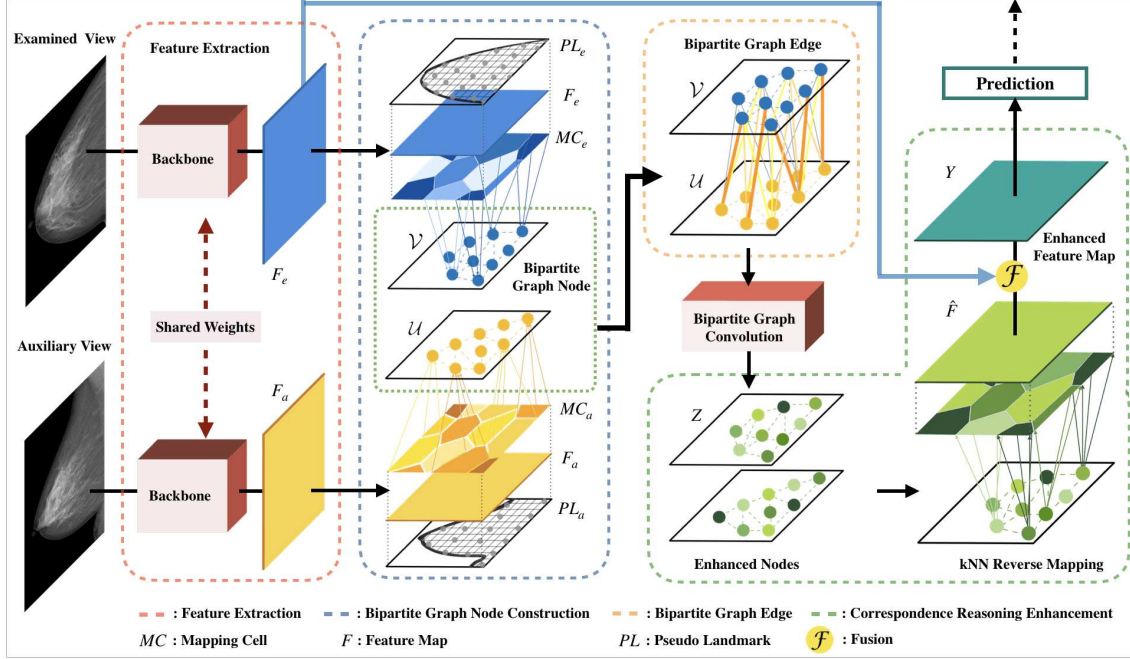 Examined View
Feature Extraction
Backbone
F_e
Shared Weights
Auxiliary View
F_a
Backbone
PL_e
F_e
MC_e
𝒱
Bipartite
Graph Node
𝒰
MC_a
F_a
PL_a
Bipartite Graph Edge
𝒱
𝒰
Bipartite Graph
Convolution
Z
Enhanced Nodes
Prediction
Y
Enhanced
Feature Map
ℱ
F̂
kNN Reverse Mapping
: Feature Extraction
: Bipartite Graph Node Construction
: Bipartite Graph Edge
: Correspondence Reasoning Enhancement
MC : Mapping Cell
F : Feature Map
PL : Pseudo Landmark
ℱ : Fusion